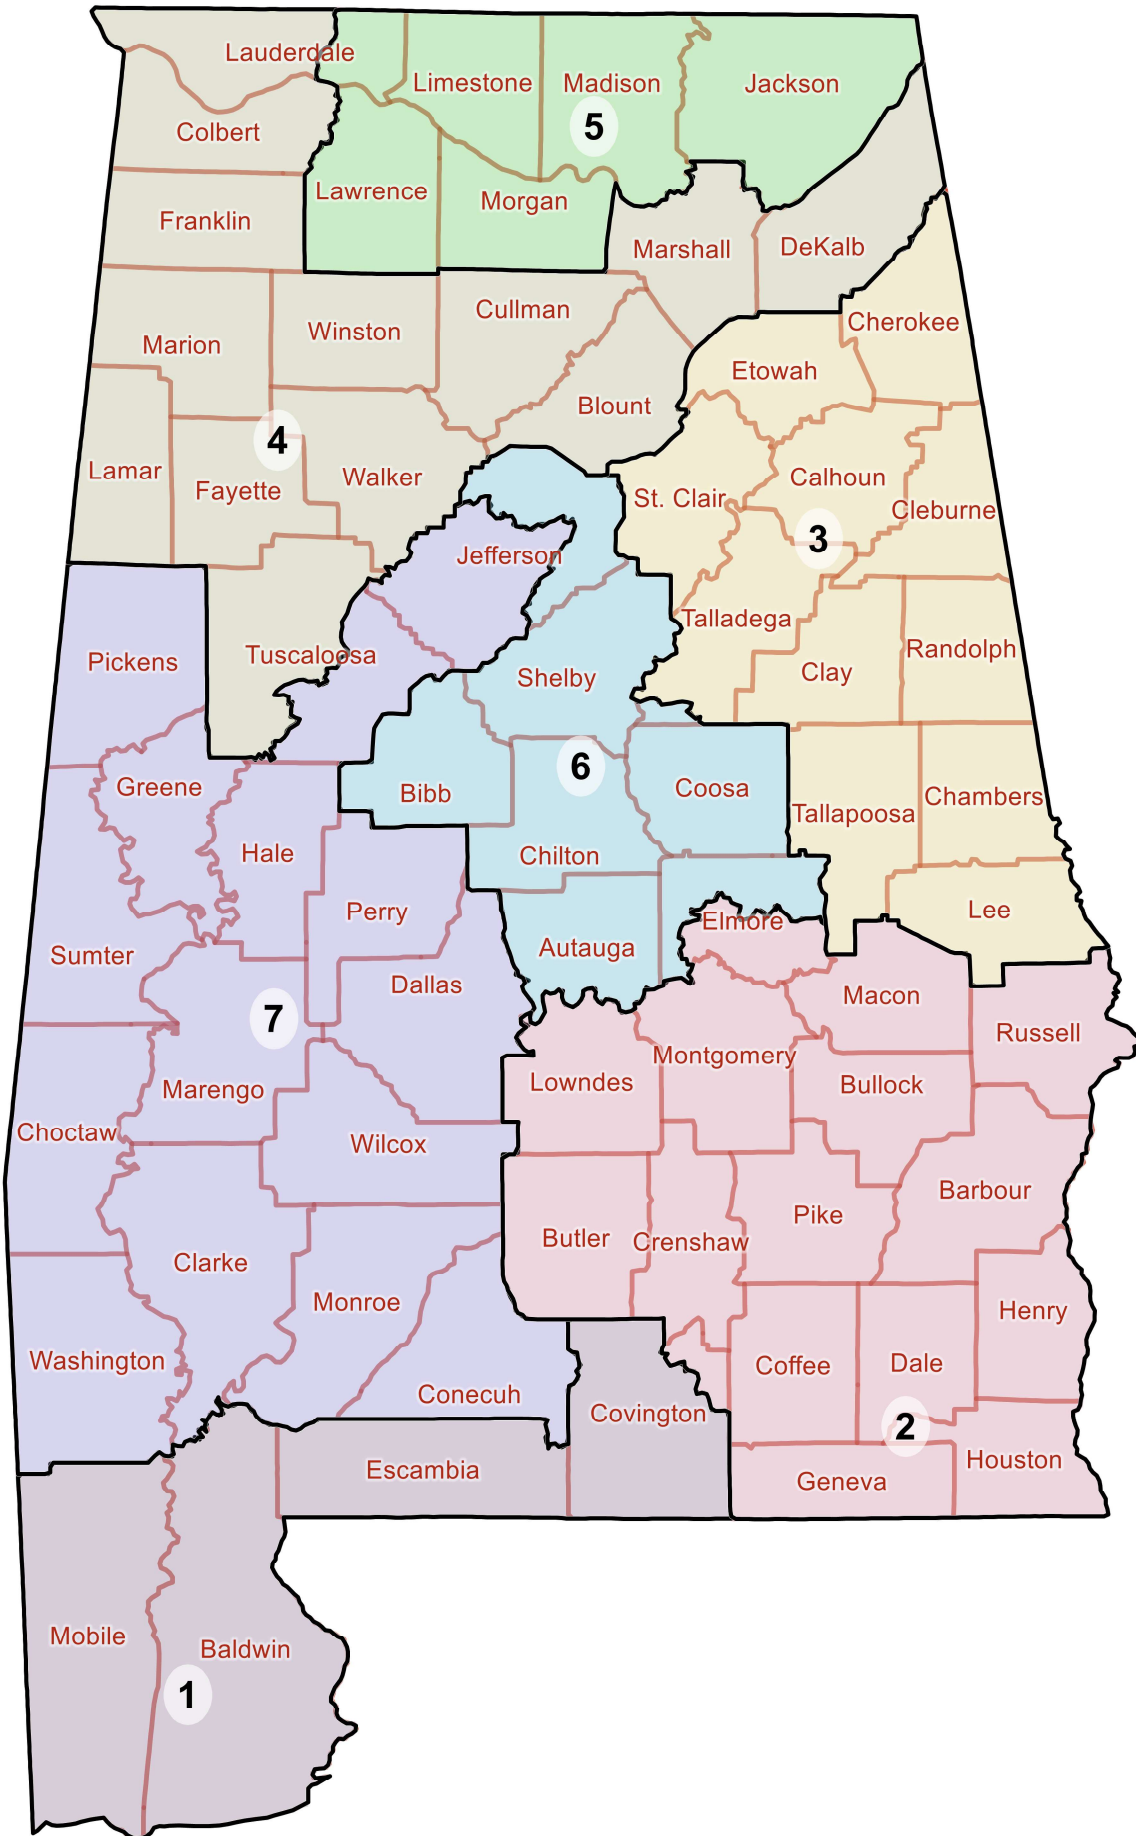 Lauderdale
Limestone
Madison
Jackson
5
Colbert
Lawrence
Morgan
Franklin
Marshall
DeKalb
Cullman
Cherokee
Winston
Marion
Etowah
Blount
4
Lamar
Walker
Calhoun
Fayette
St. Clair
Cleburne
3
Jefferson
Talladega
Randolph
Tuscaloosa
Pickens
Clay
Shelby
6
Greene
Coosa
Bibb
Chambers
Tallapoosa
Hale
Chilton
Perry
Lee
Elmore
Autauga
Sumter
Dallas
Macon
7
Russell
Montgomery
Lowndes
Bullock
Marengo
Choctaw
Wilcox
Barbour
Pike
Butler
Crenshaw
Clarke
Monroe
Henry
Washington
Coffee
Dale
Conecuh
Covington
2
Houston
Escambia
Geneva
Mobile
Baldwin
1